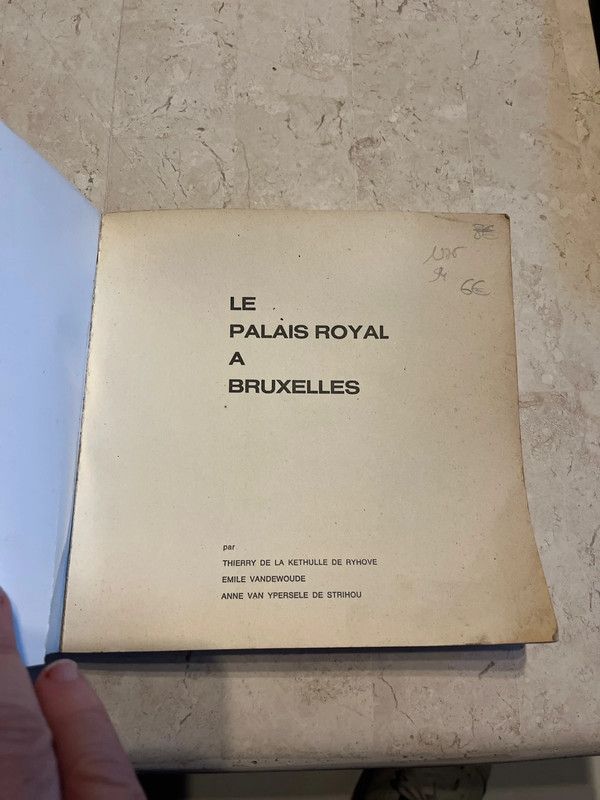 6€
LE
PALAIS ROYAL
A
BRUXELLES
par
THIERRY DE LA KETHULLE DE RYHOVE
EMILE VANDEWOUDE
ANNE VAN YPERSELE DE STRIHOU